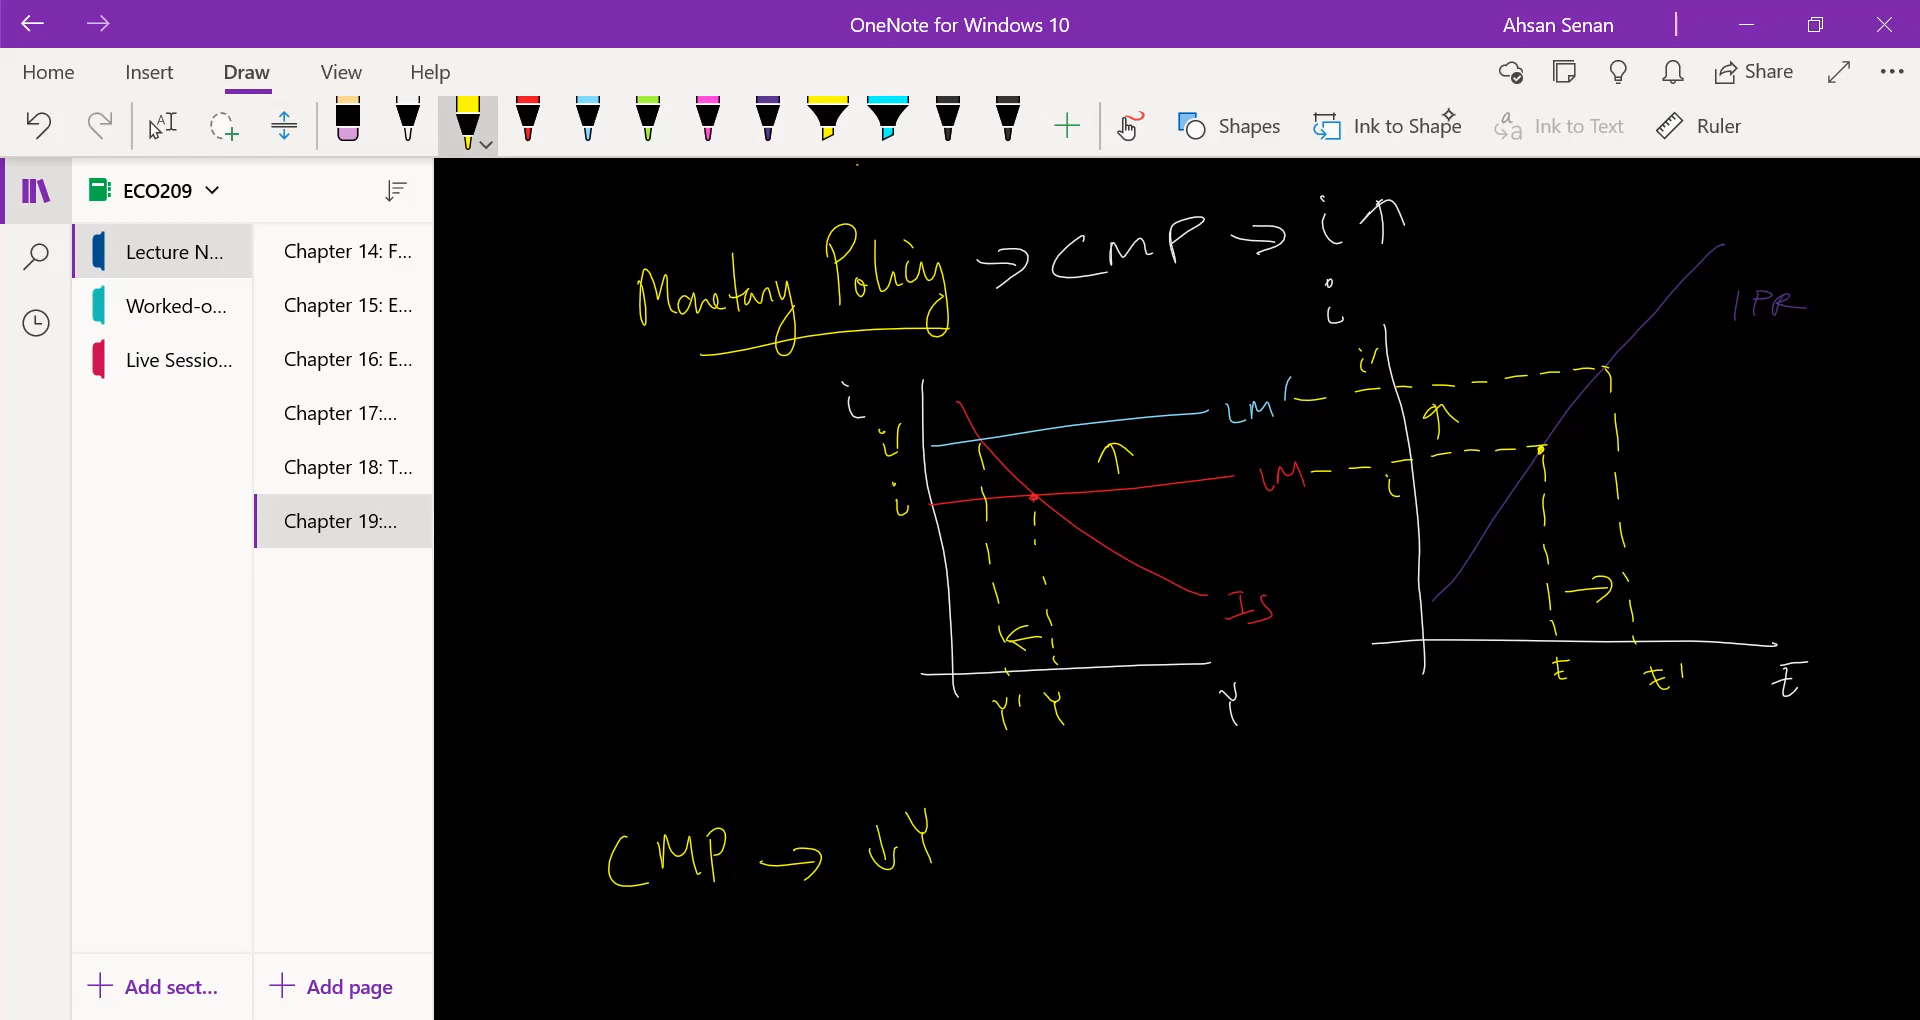 OneNote for Windows 10
Ahsan Senan
Home Insert Draw View Help
Share
Shapes Ink to Shape Ink to Text Ruler
ECO209
Lecture N...
Worked-o...
Live Sessio...
Chapter 14: F...
Chapter 15: E...
Chapter 16: E...
Chapter 17:...
Chapter 18: T...
Chapter 19:...
Add sect...
Add page
Monetary Policy → CMP → i ↑
i
i'
i
LM'
LM
IS
Y' Y
Y
i
i'
i
IPR
E E'
E
CMP → ↓Y